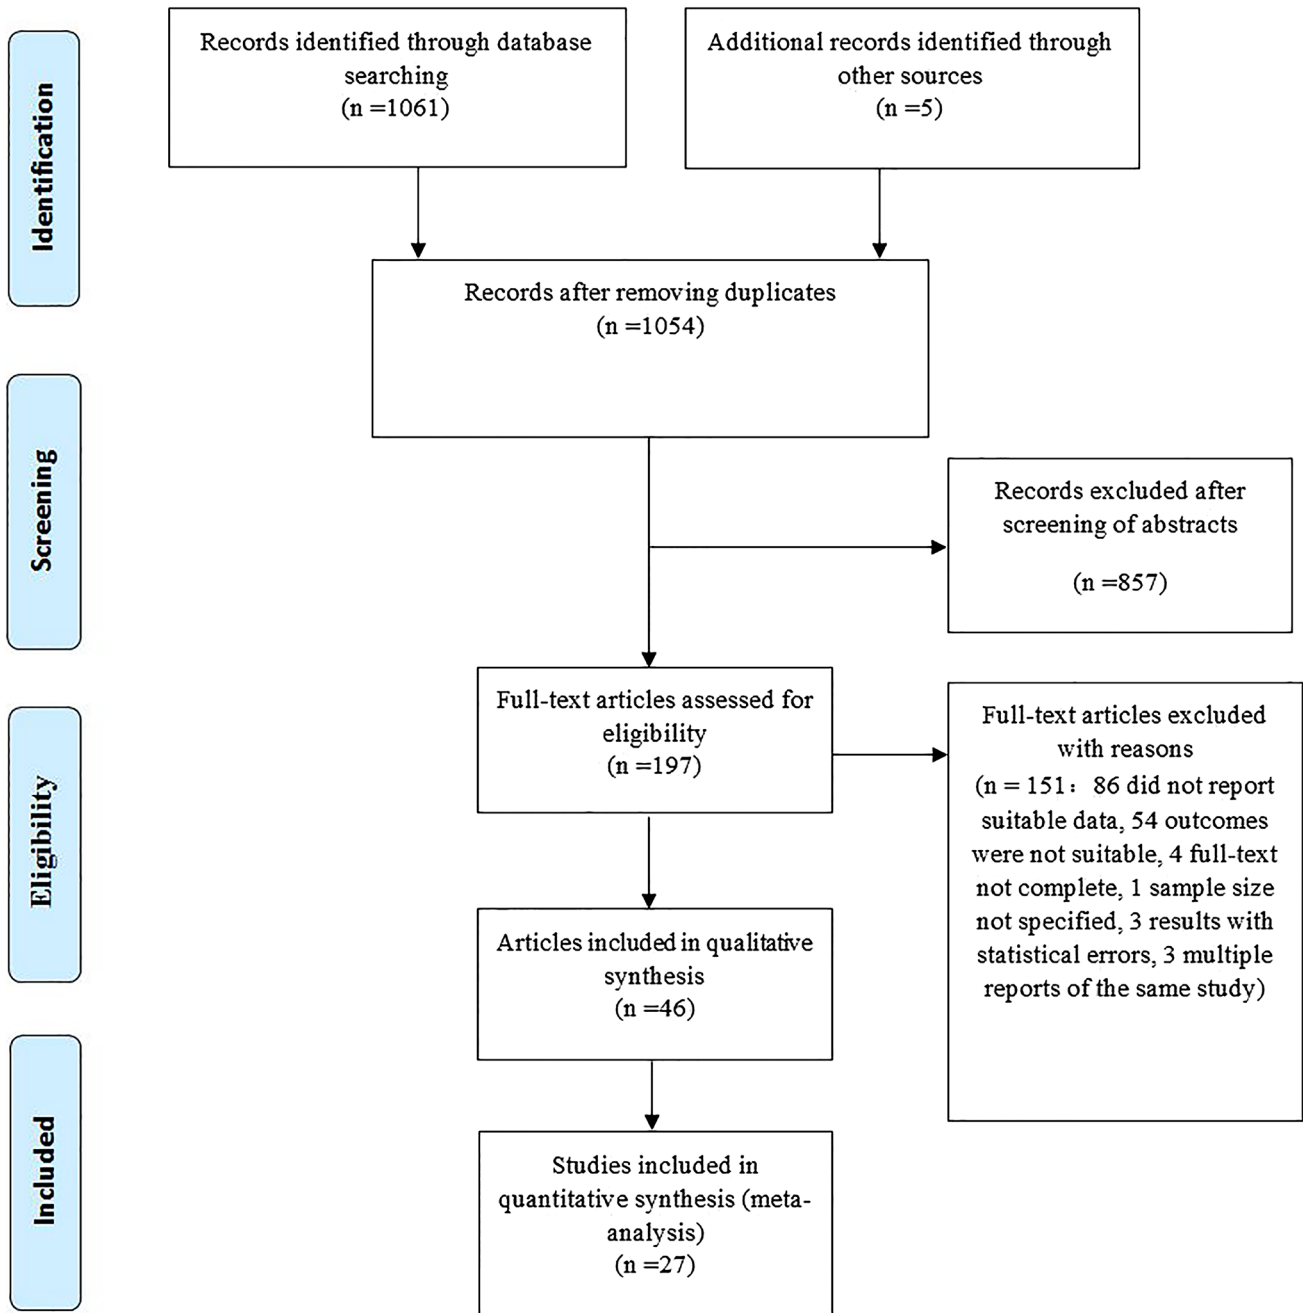 Identification
Records identified through database
searching
(n =1061)
Additional records identified through
other sources
(n =5)
Records after removing duplicates
(n =1054)
Screening
Records excluded after
screening of abstracts
(n =857)
Eligibility
Full-text articles assessed for
eligibility
(n =197)
Full-text articles excluded
with reasons
(n = 151：86 did not report
suitable data, 54 outcomes
were not suitable, 4 full-text
not complete, 1 sample size
not specified, 3 results with
statistical errors, 3 multiple
reports of the same study)
Articles included in qualitative
synthesis
(n =46)
Included
Studies included in
quantitative synthesis (meta-
analysis)
(n =27)